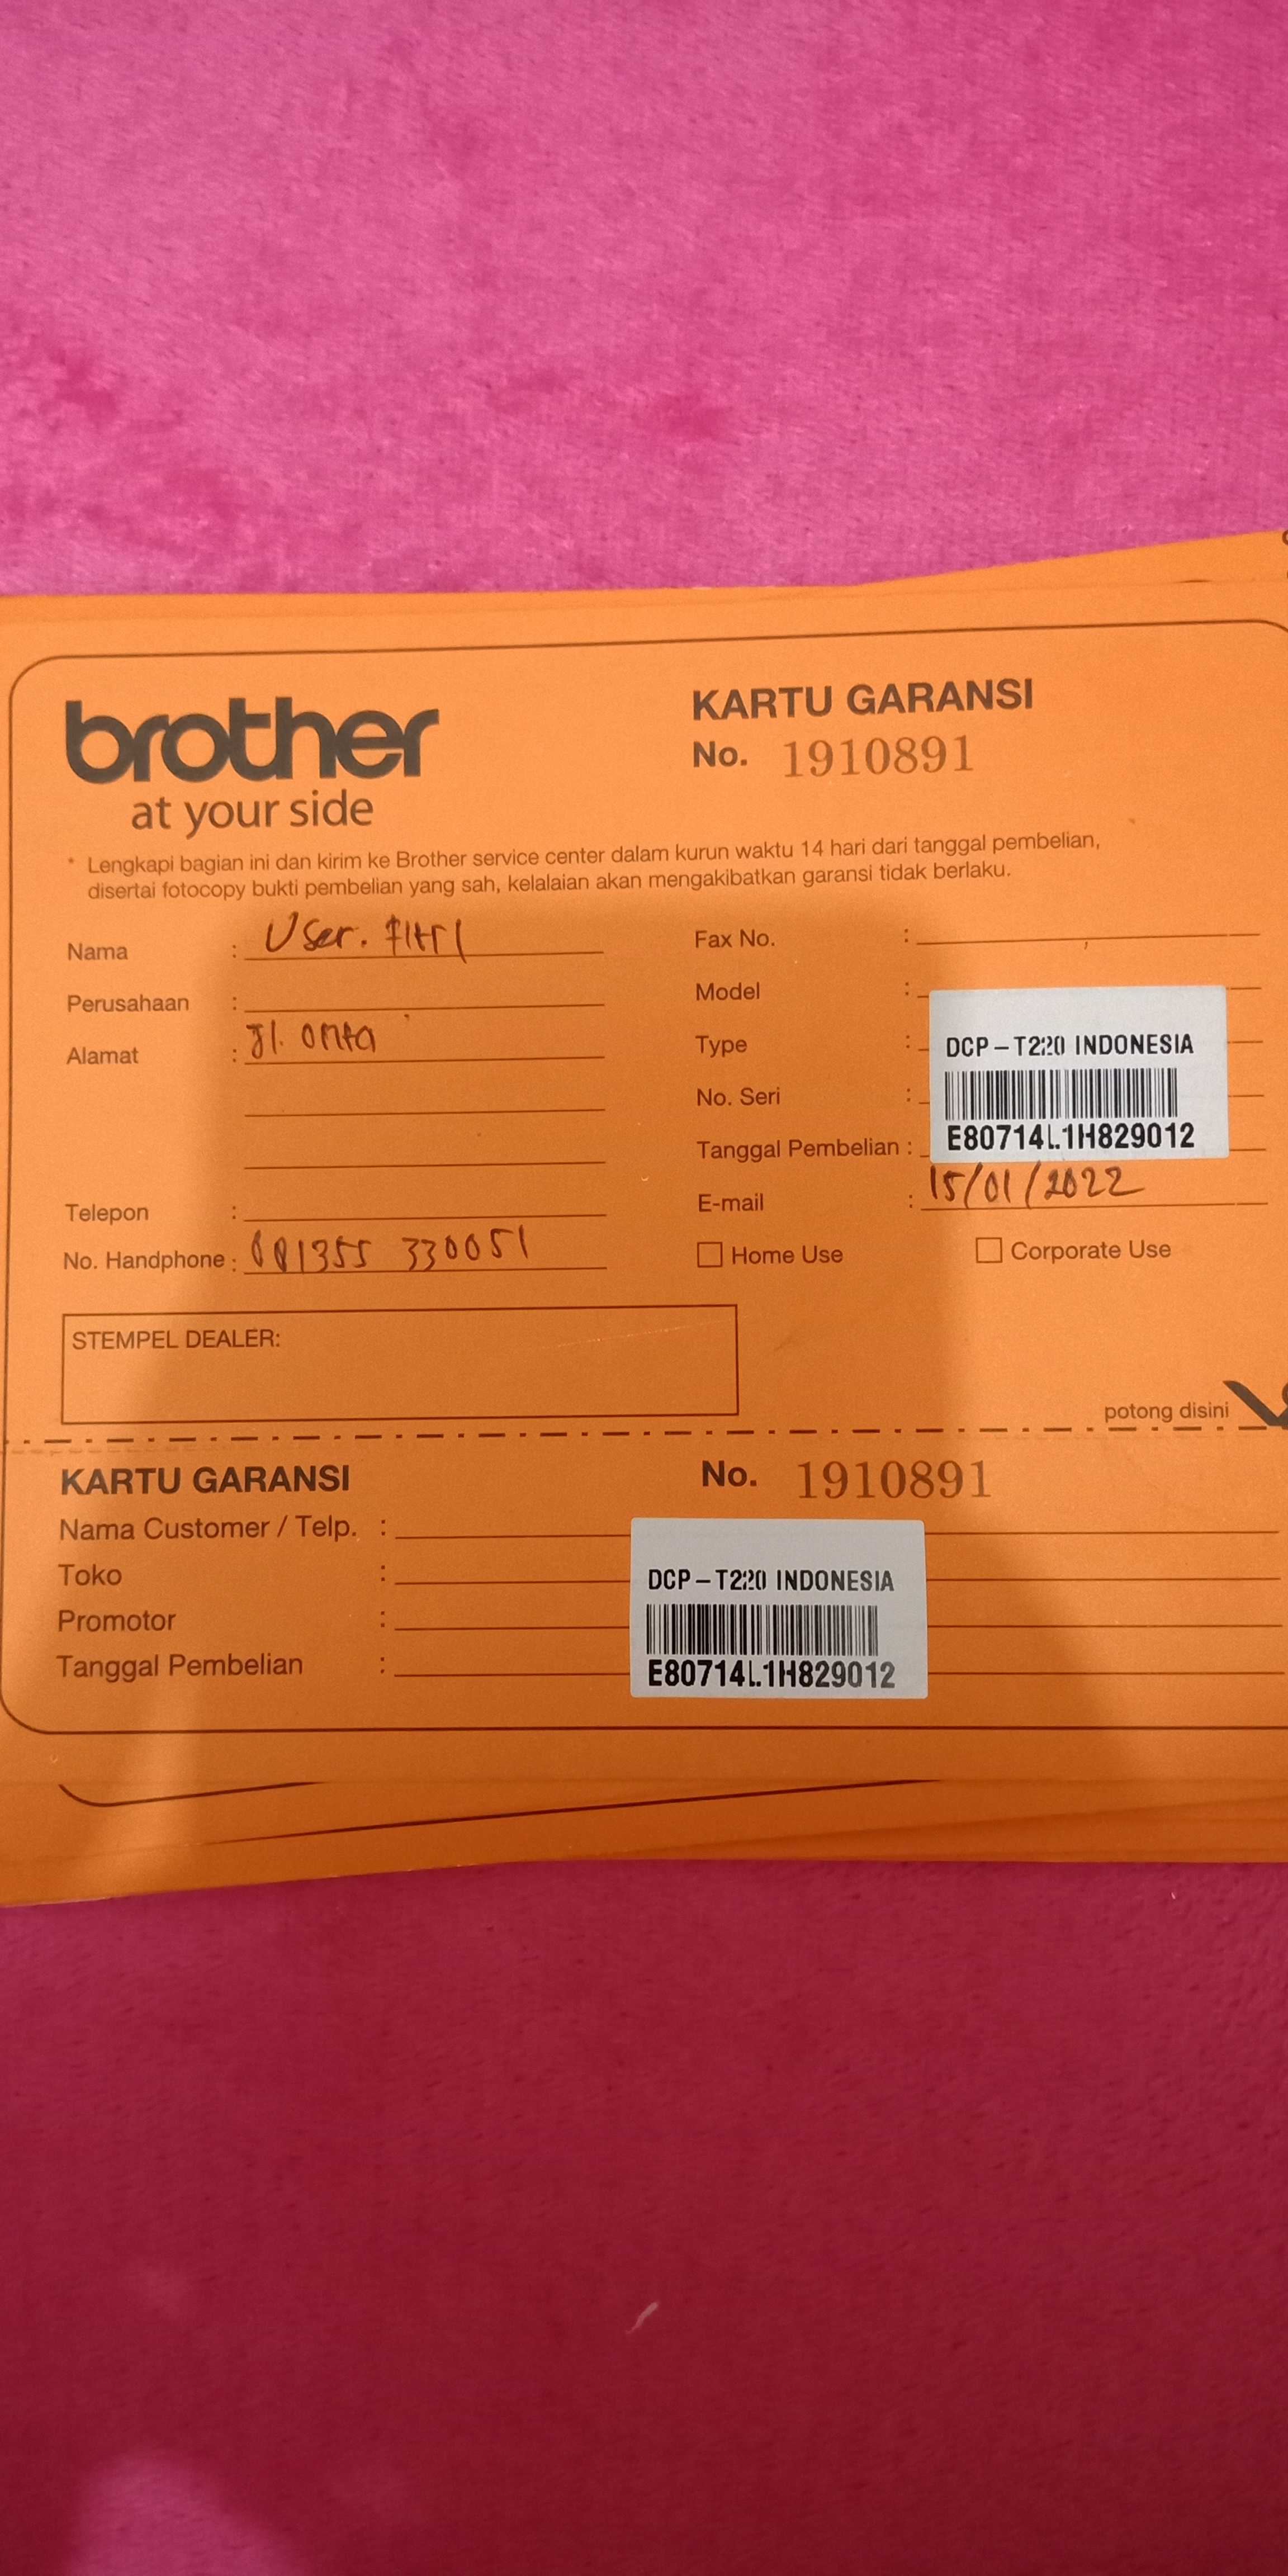 brother
at your side
KARTU GARANSI
No. 1910891
* Lengkapi bagian ini dan kirim ke Brother service center dalam kurun waktu 14 hari dari tanggal pembelian,
disertai fotocopy bukti pembelian yang sah, kelalaian akan mengakibatkan garansi tidak berlaku.
Nama : User. Fitri
Perusahaan :
Alamat : Jl. Onta
Telepon :
No. Handphone : 081355 330051
Fax No. :
Model :
Type :
No. Seri :
Tanggal Pembelian :
DCP-T220 INDONESIA
E80714L1H829012
15/01/2022
E-mail :
Home Use
Corporate Use
STEMPEL DEALER:
potong disini
KARTU GARANSI
No. 1910891
Nama Customer / Telp. :
Toko :
Promotor :
Tanggal Pembelian :
DCP-T220 INDONESIA
E80714L1H829012